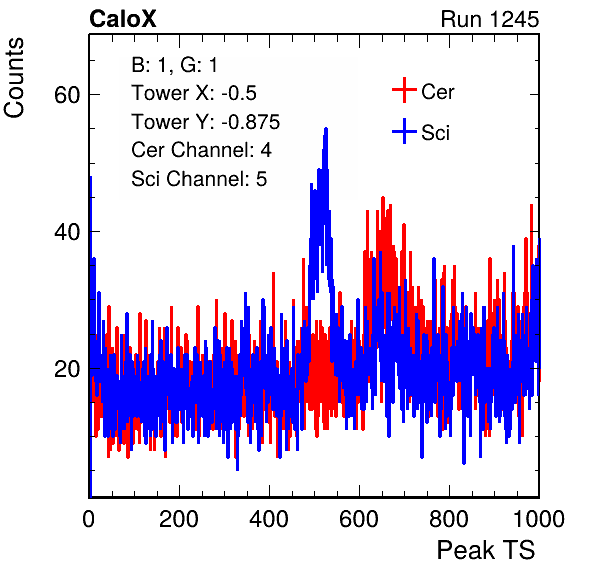 CaloX Run 1245
Counts
B: 1, G: 1
Tower X: -0.5
Tower Y: -0.875
Cer Channel: 4
Sci Channel: 5
Cer
Sci
60
40
20
0 200 400 600 800 1000
Peak TS